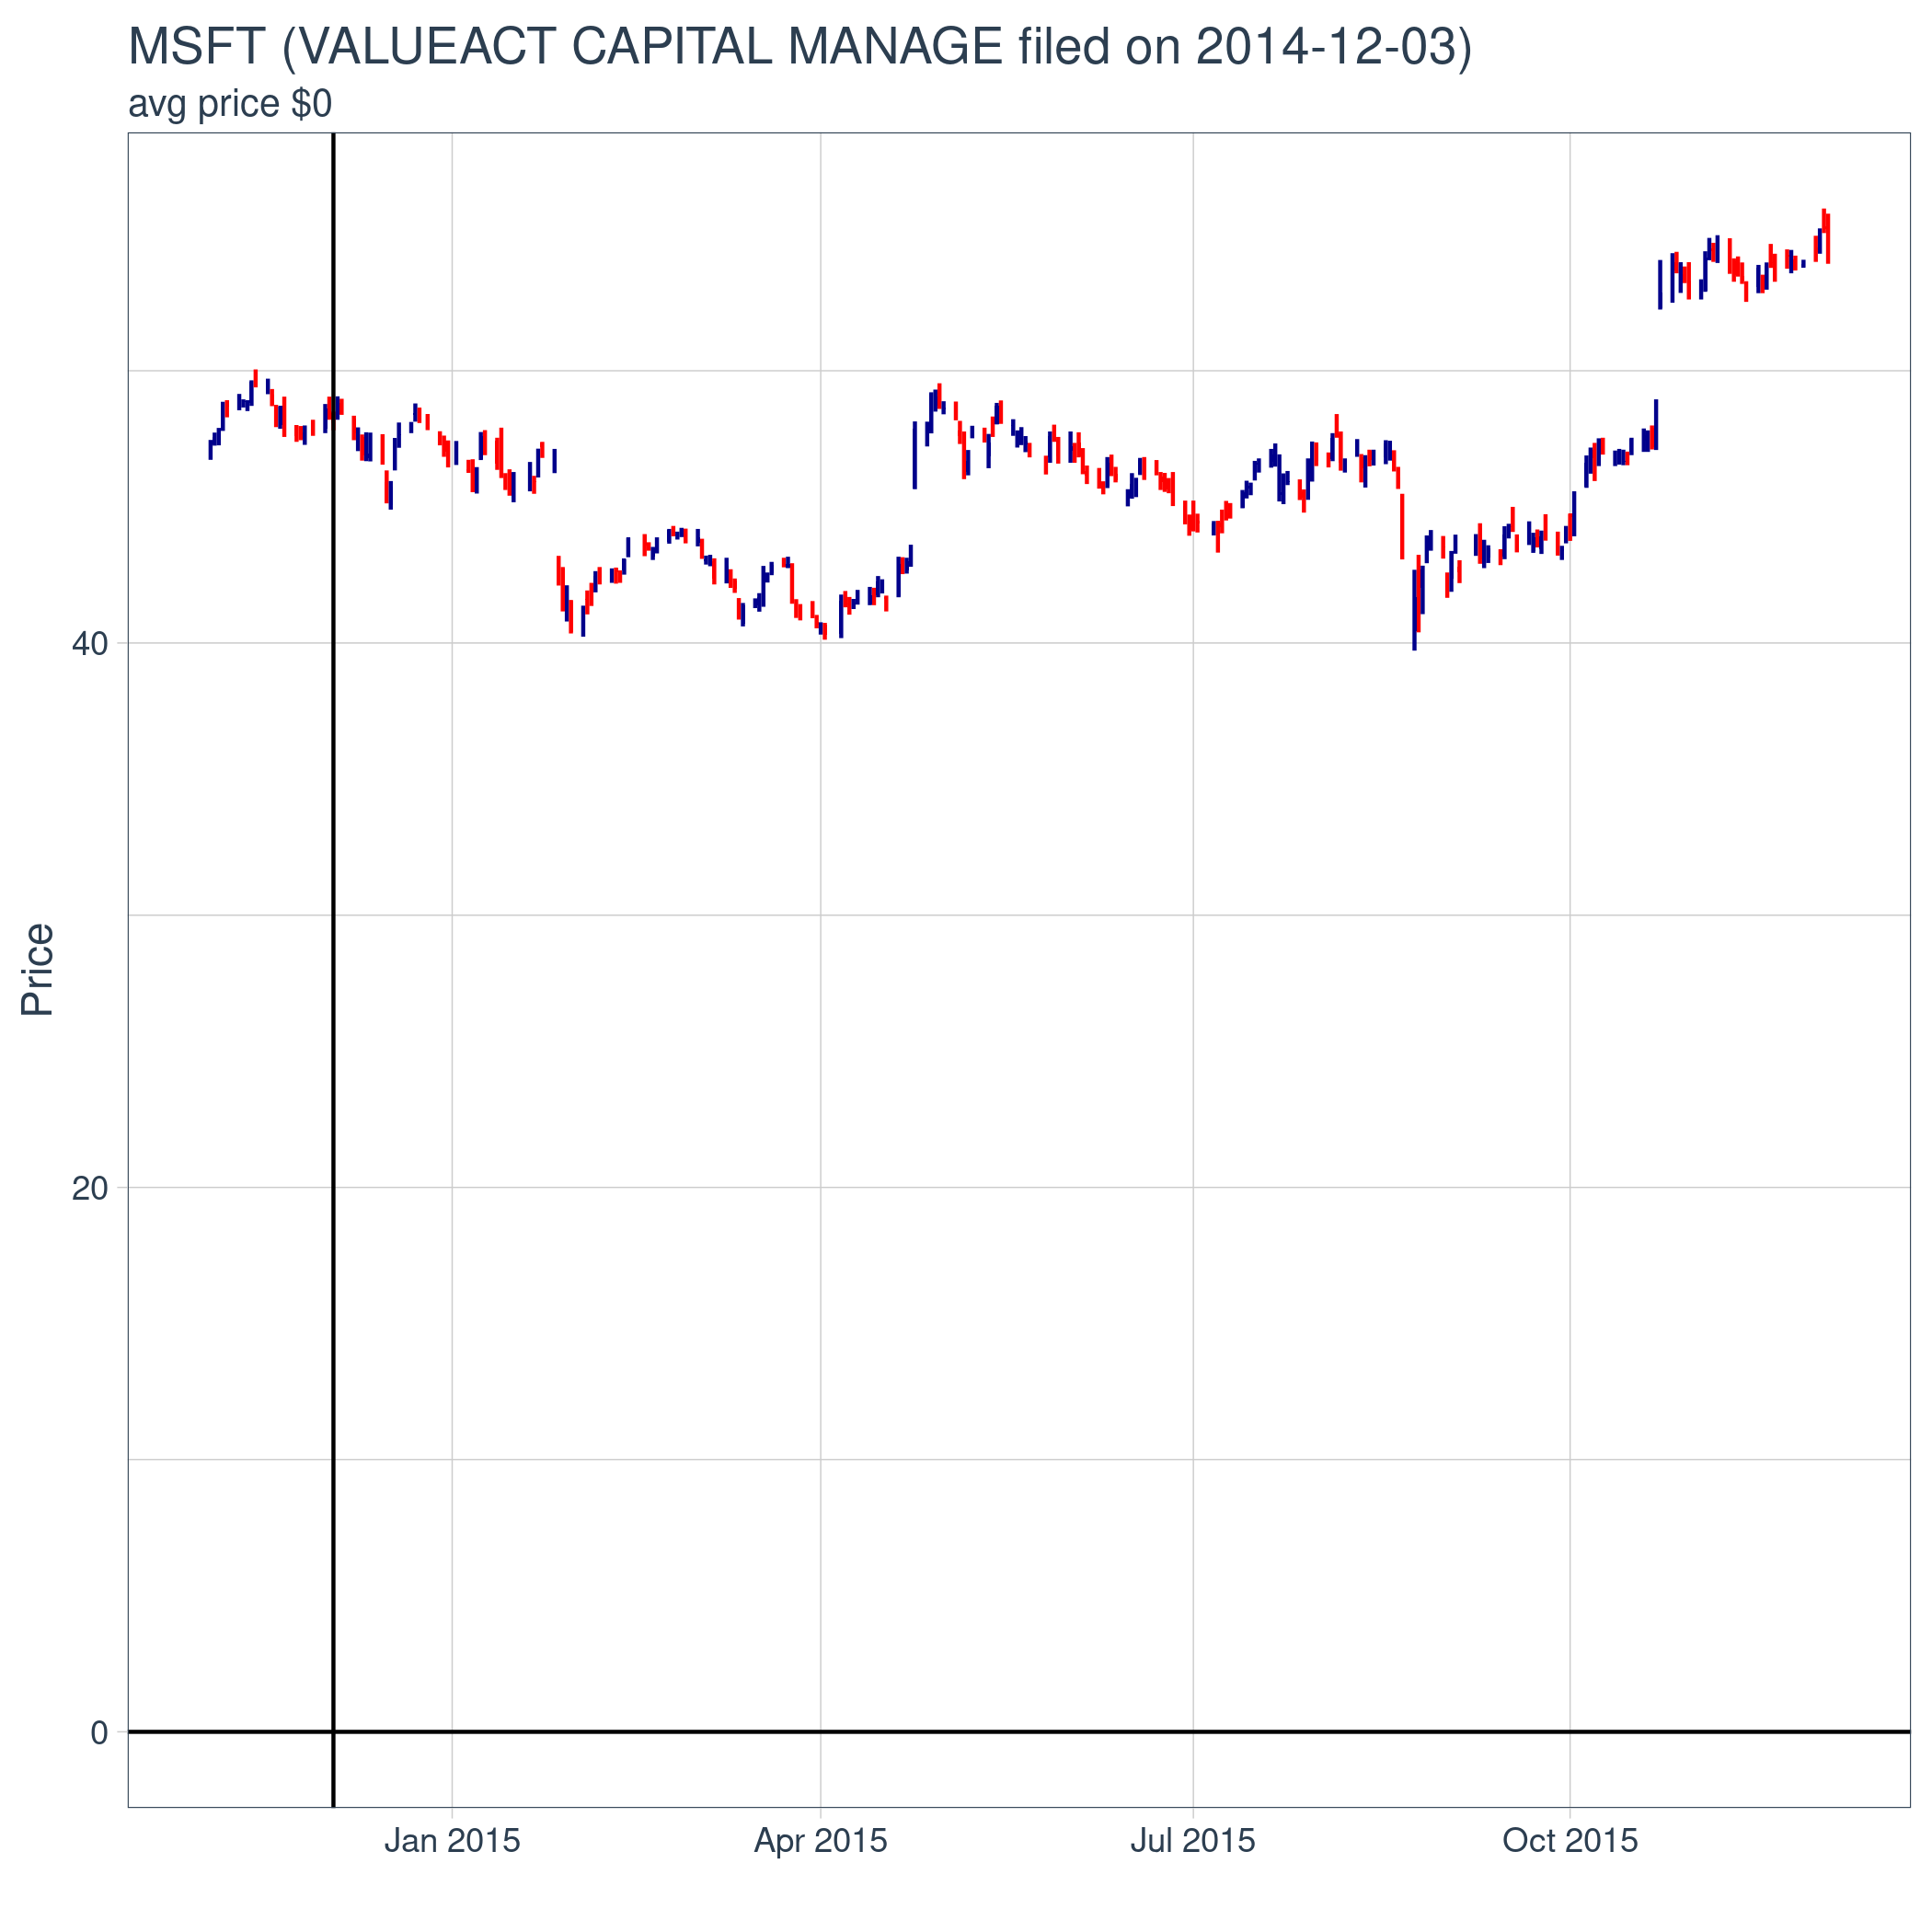 MSFT (VALUEACT CAPITAL MANAGE filed on 2014-12-03)
avg price $0
Price
40
20
0
Jan 2015
Apr 2015
Jul 2015
Oct 2015